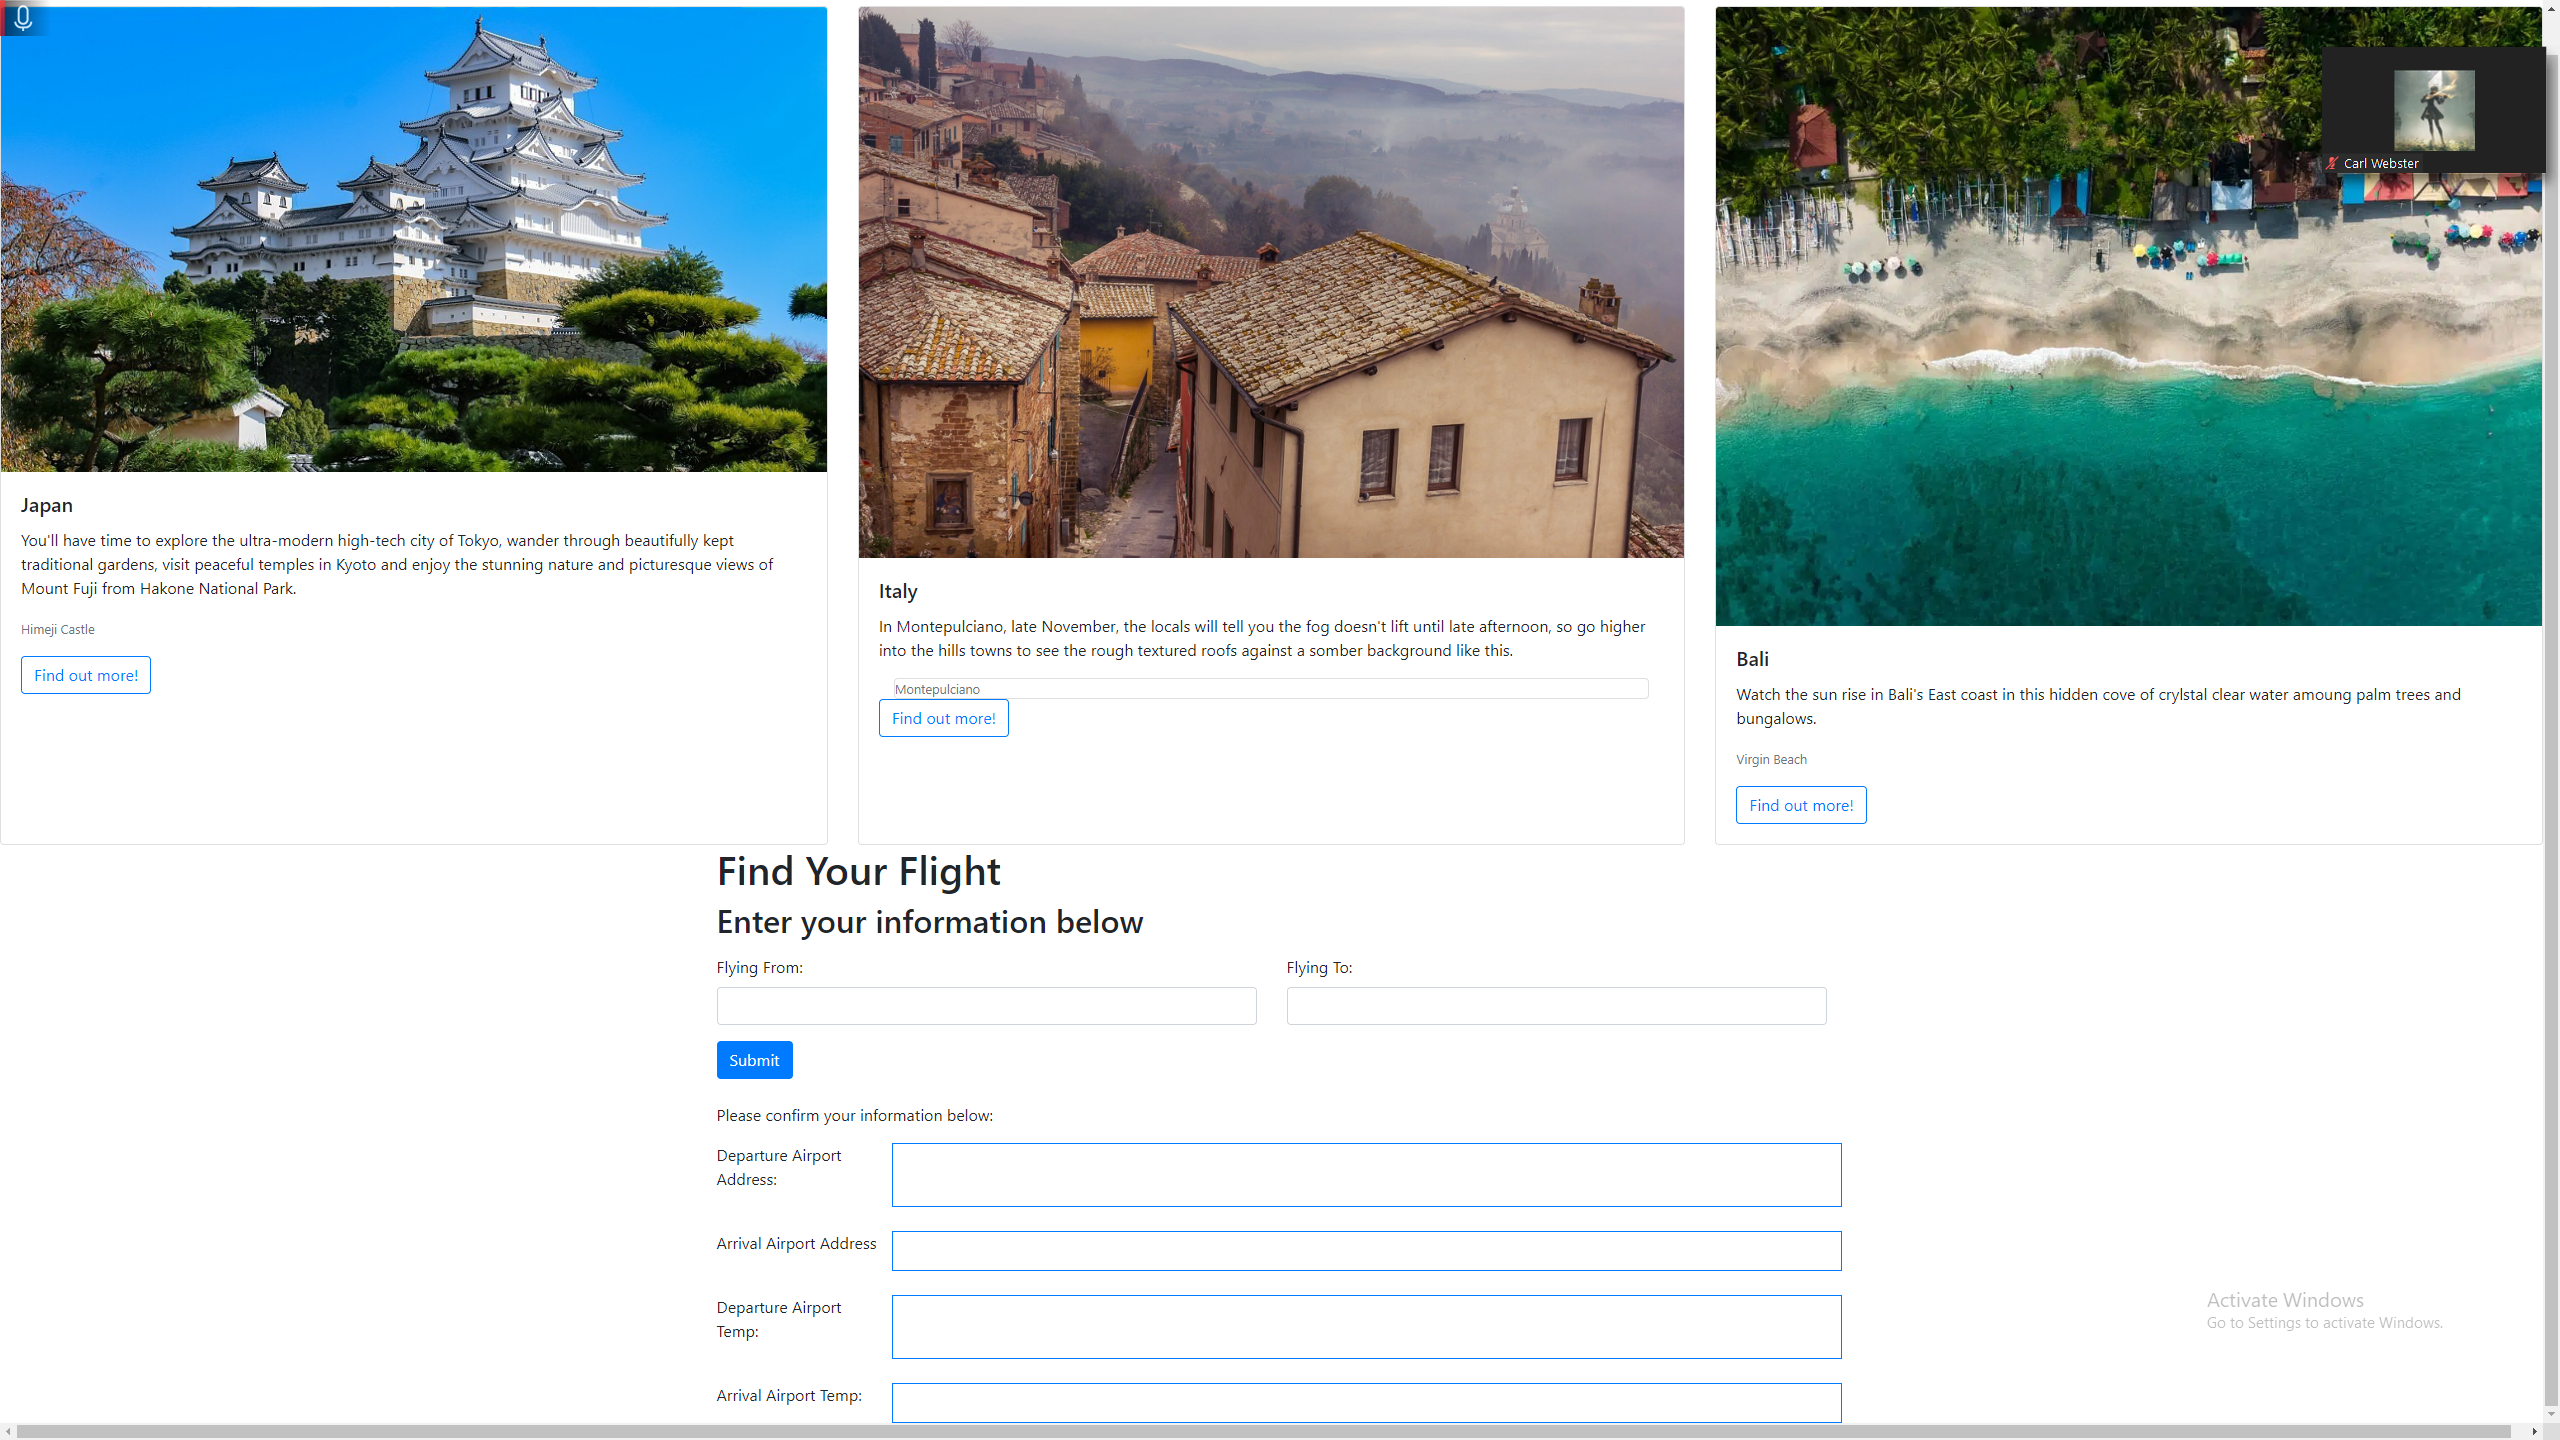 Carl Webster
Japan
You'll have time to explore the ultra-modern high-tech city of Tokyo, wander through beautifully kept
traditional gardens, visit peaceful temples in Kyoto and enjoy the stunning nature and picturesque views of
Mount Fuji from Hakone National Park.
Himeji Castle
Find out more!
Italy
In Montepulciano, late November, the locals will tell you the fog doesn't lift until late afternoon, so go higher
into the hills towns to see the rough textured roofs against a somber background like this.
Montepulciano
Find out more!
Bali
Watch the sun rise in Bali's East coast in this hidden cove of crylstal clear water amoung palm trees and
bungalows.
Virgin Beach
Find out more!
Find Your Flight
Enter your information below
Flying From:
Flying To:
Submit
Please confirm your information below:
Departure Airport
Address:
Arrival Airport Address
Departure Airport
Temp:
Arrival Airport Temp:
Activate Windows
Go to Settings to activate Windows.